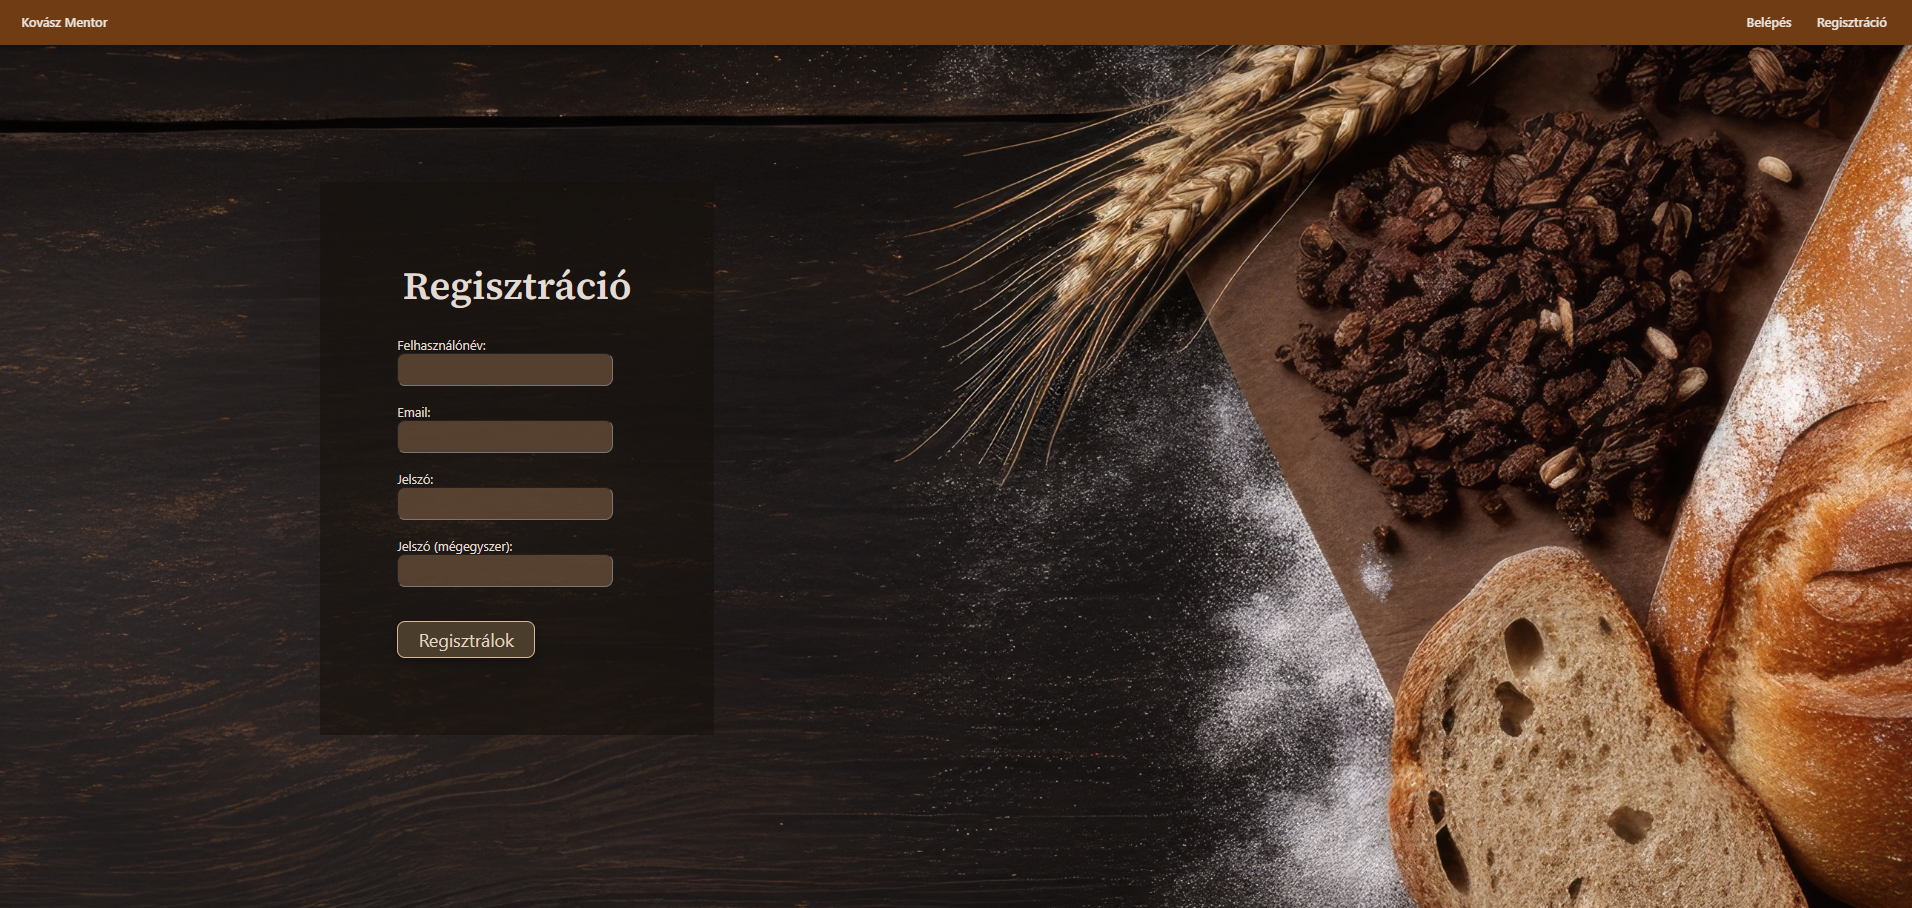 Kovász Mentor
Belépés
Regisztráció
Regisztráció
Felhasználónév:
Email:
Jelszó:
Jelszó (mégegyszer):
Regisztrálok